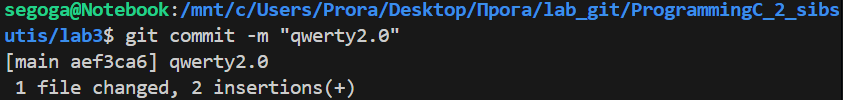 segoga@Notebook:/mnt/c/Users/Prora/Desktop/Прога/lab_git/ProgrammingC_2_sibs
utis/lab3$ git commit -m "qwerty2.0"
[main aef3ca6] qwerty2.0
 1 file changed, 2 insertions(+)